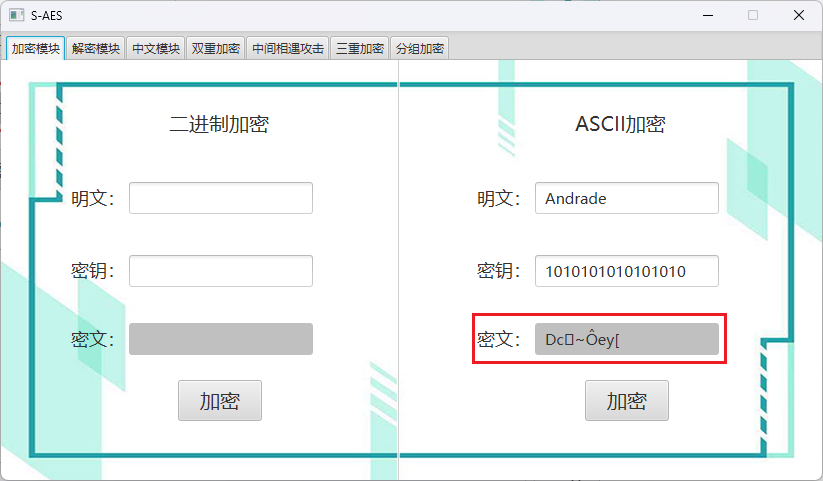 S-AES
加密模块 解密模块 中文模块 双重加密 中间相遇攻击 三重加密 分组加密
二进制加密
明文：
密钥：
密文：
加密
ASCII加密
明文： Andrade
密钥： 1010101010101010
密文： Dc▯~Ôey[
加密